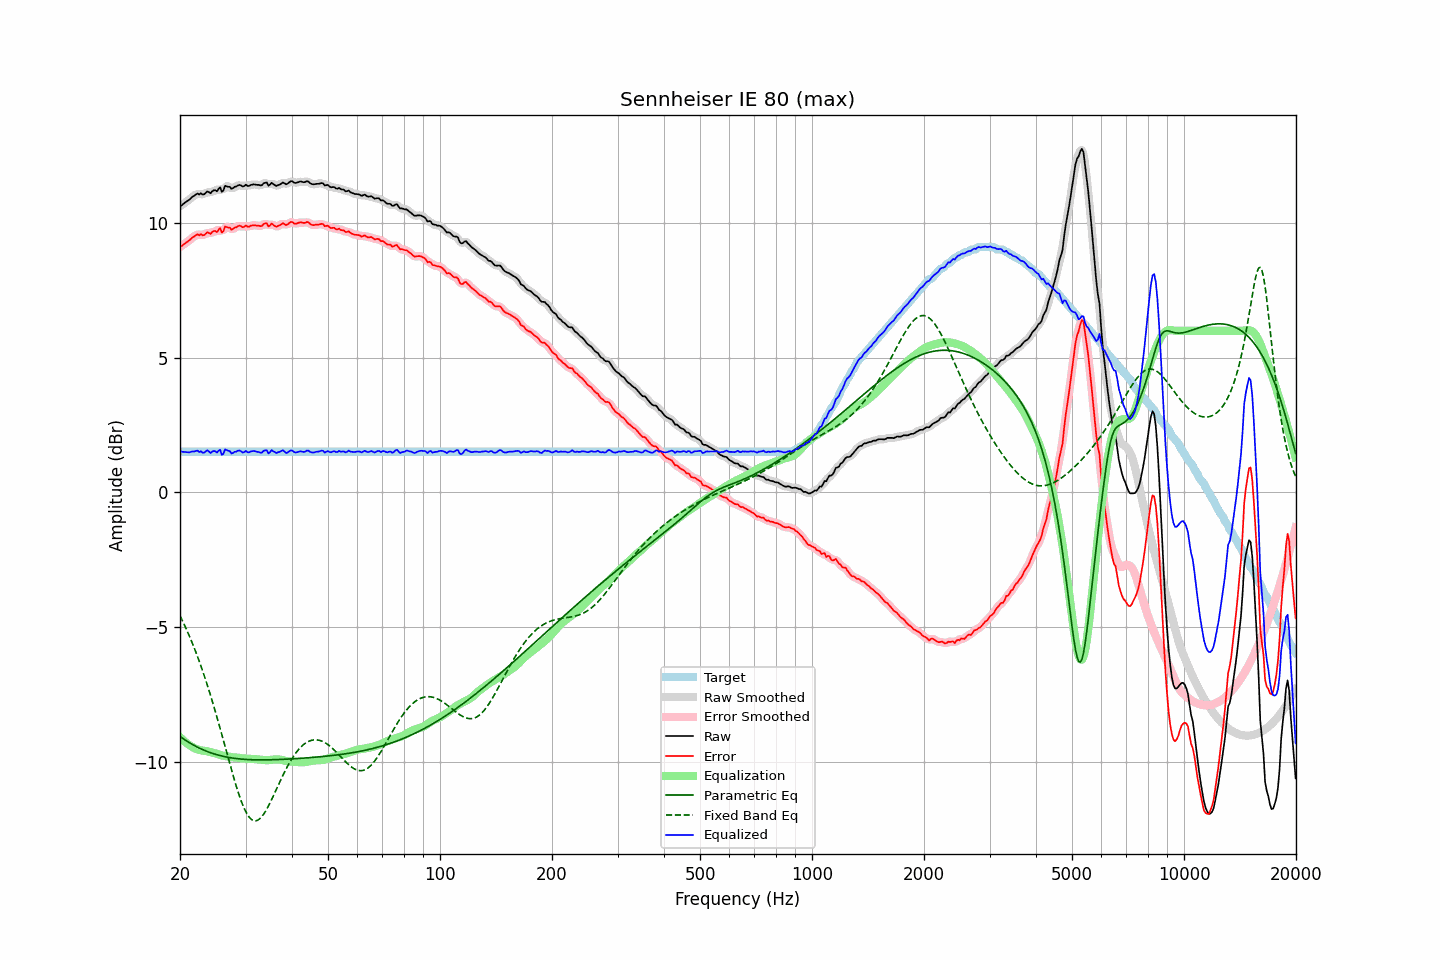 Sennheiser IE 80 (max)
Amplitude (dBr)
10
5
0
−5
−10
Target
Raw Smoothed
Error Smoothed
Raw
Error
Equalization
Parametric Eq
Fixed Band Eq
Equalized
20 50 100 200 500 1000 2000 5000 10000 20000
Frequency (Hz)